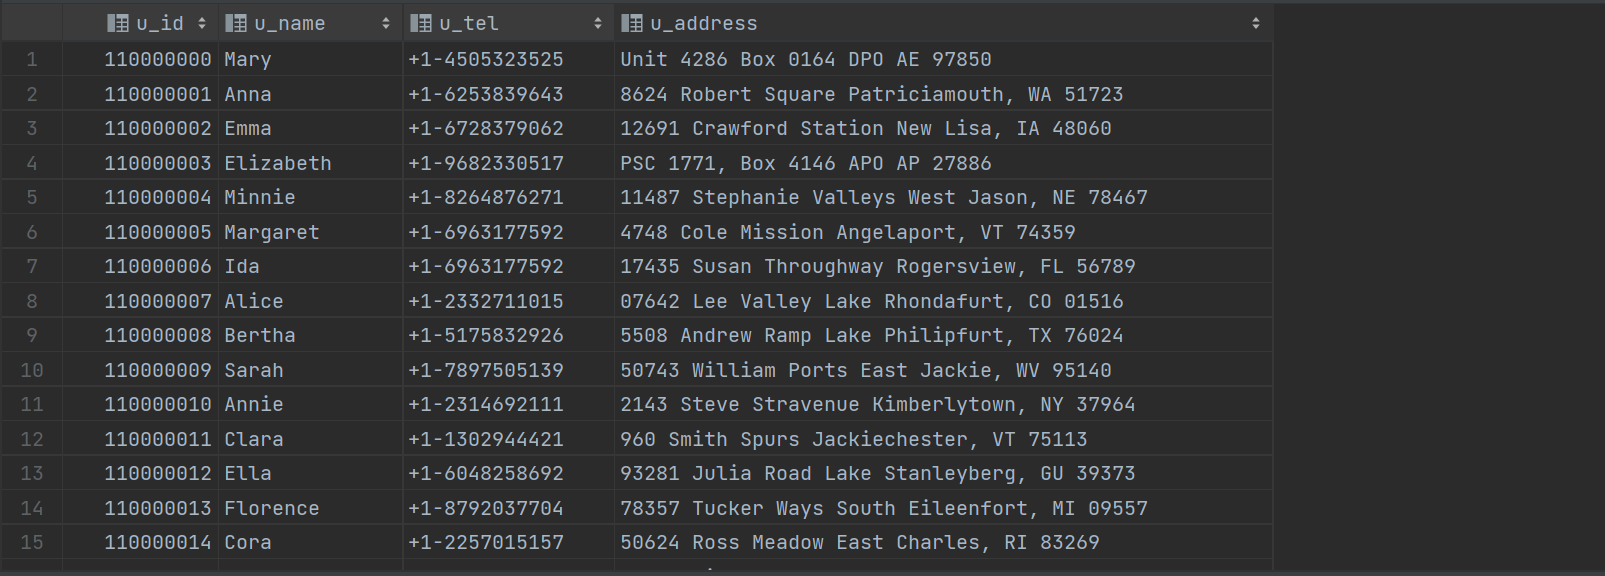 u_id u_name u_tel u_address
1 110000000 Mary +1-4505323525 Unit 4286 Box 0164 DPO AE 97850
2 110000001 Anna +1-6253839643 8624 Robert Square Patriciamouth, WA 51723
3 110000002 Emma +1-6728379062 12691 Crawford Station New Lisa, IA 48060
4 110000003 Elizabeth +1-9682330517 PSC 1771, Box 4146 APO AP 27886
5 110000004 Minnie +1-8264876271 11487 Stephanie Valleys West Jason, NE 78467
6 110000005 Margaret +1-6963177592 4748 Cole Mission Angelaport, VT 74359
7 110000006 Ida +1-6963177592 17435 Susan Throughway Rogersview, FL 56789
8 110000007 Alice +1-2332711015 07642 Lee Valley Lake Rhondafurt, CO 01516
9 110000008 Bertha +1-5175832926 5508 Andrew Ramp Lake Philipfurt, TX 76024
10 110000009 Sarah +1-7897505139 50743 William Ports East Jackie, WV 95140
11 110000010 Annie +1-2314692111 2143 Steve Stravenue Kimberlytown, NY 37964
12 110000011 Clara +1-1302944421 960 Smith Spurs Jackiechester, VT 75113
13 110000012 Ella +1-6048258692 93281 Julia Road Lake Stanleyberg, GU 39373
14 110000013 Florence +1-8792037704 78357 Tucker Ways South Eileenfort, MI 09557
15 110000014 Cora +1-2257015157 50624 Ross Meadow East Charles, RI 83269